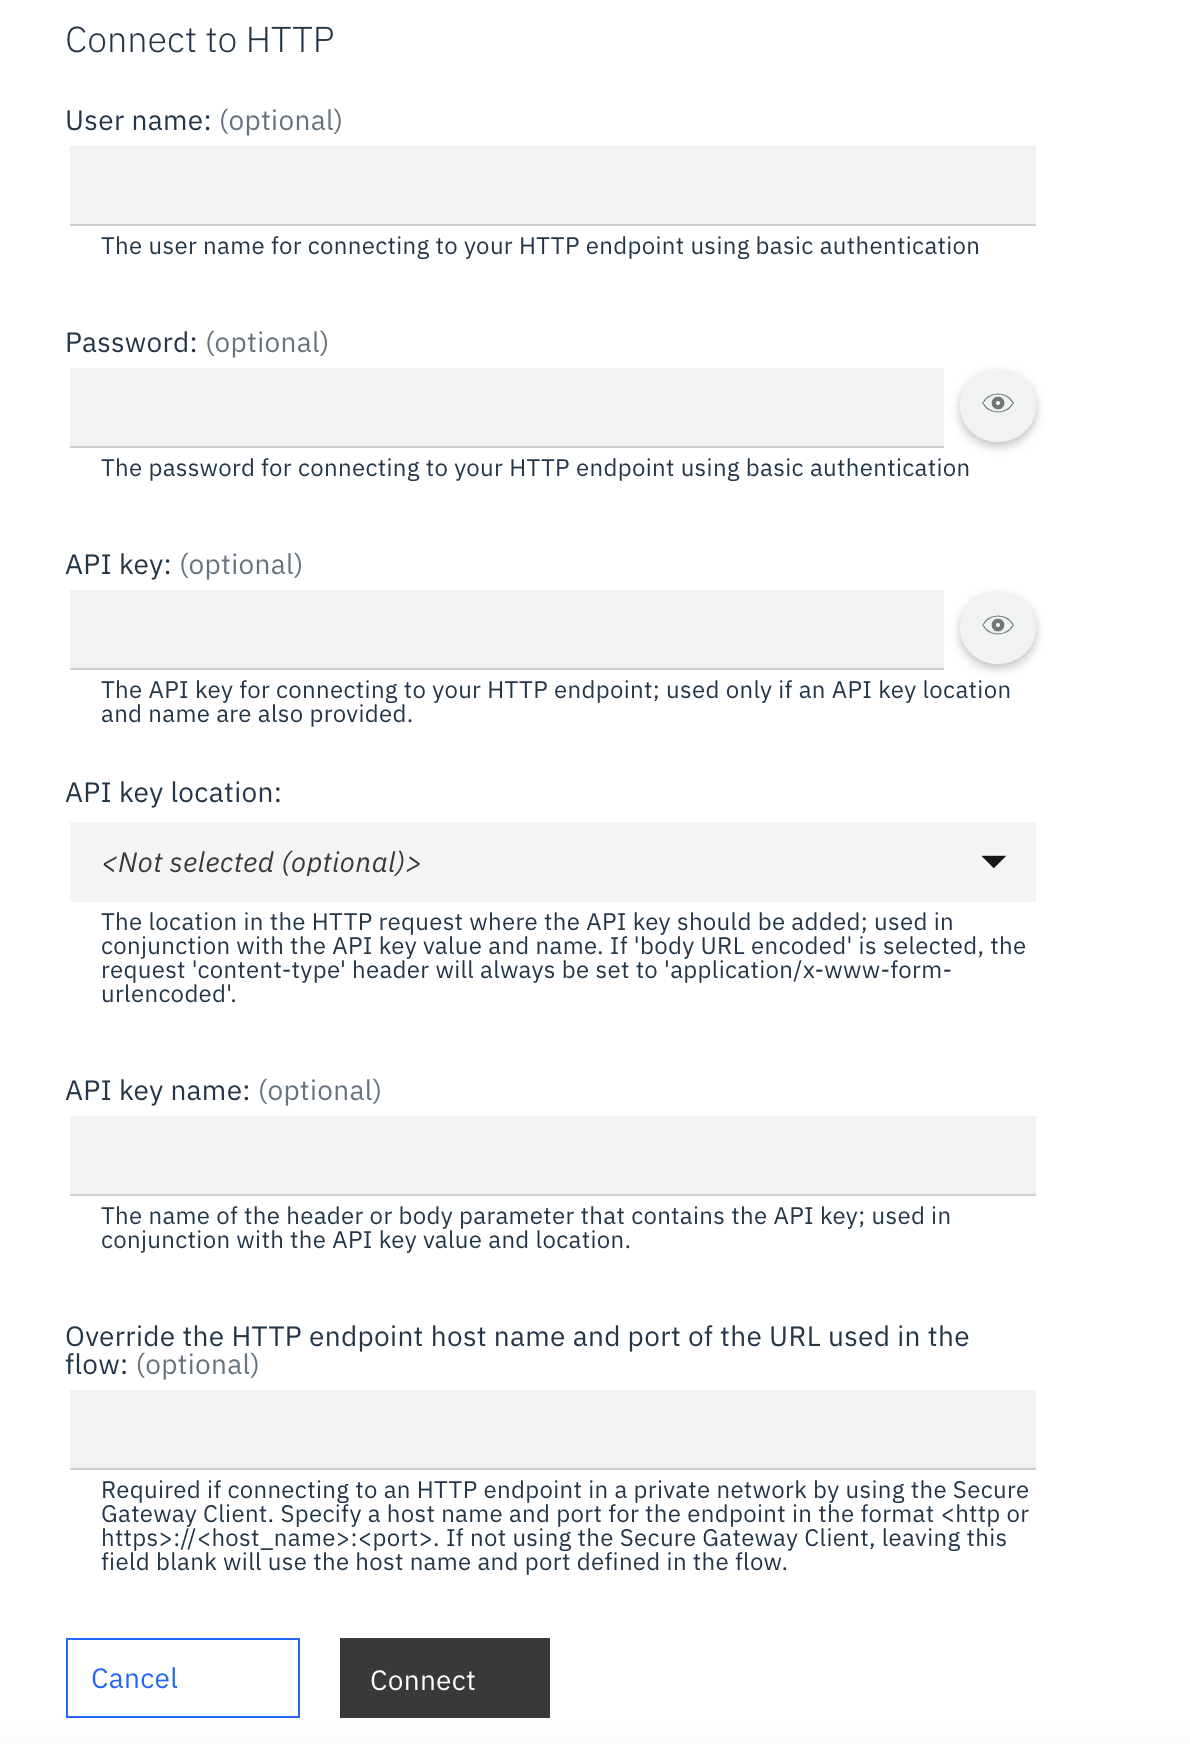 Connect to HTTP
User name: (optional)
The user name for connecting to your HTTP endpoint using basic authentication
Password: (optional)
The password for connecting to your HTTP endpoint using basic authentication
API key: (optional)
The API key for connecting to your HTTP endpoint; used only if an API key location
and name are also provided.
API key location:
<Not selected (optional)>
The location in the HTTP request where the API key should be added; used in
conjunction with the API key value and name. If 'body URL encoded' is selected, the
request 'content-type' header will always be set to 'application/x-www-form-
urlencoded'.
API key name: (optional)
The name of the header or body parameter that contains the API key; used in
conjunction with the API key value and location.
Override the HTTP endpoint host name and port of the URL used in the
flow: (optional)
Required if connecting to an HTTP endpoint in a private network by using the Secure
Gateway Client. Specify a host name and port for the endpoint in the format <http or
https>://<host_name>:<port>. If not using the Secure Gateway Client, leaving this
field blank will use the host name and port defined in the flow.
Cancel
Connect